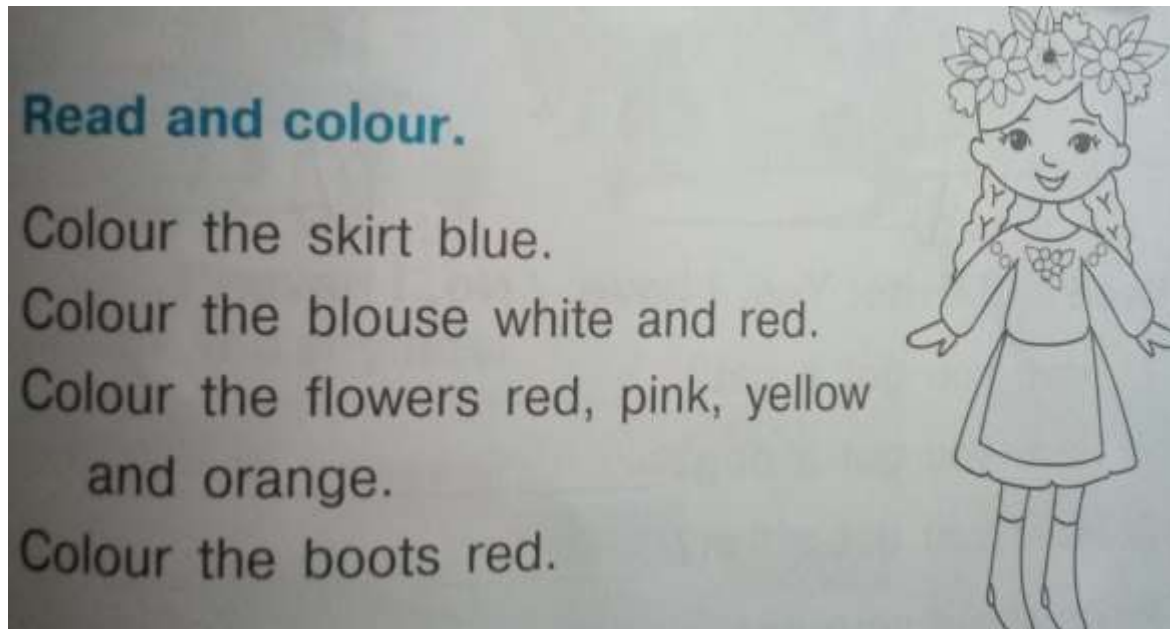 Read and colour.
Colour the skirt blue.
Colour the blouse white and red.
Colour the flowers red, pink, yellow
and orange.
Colour the boots red.